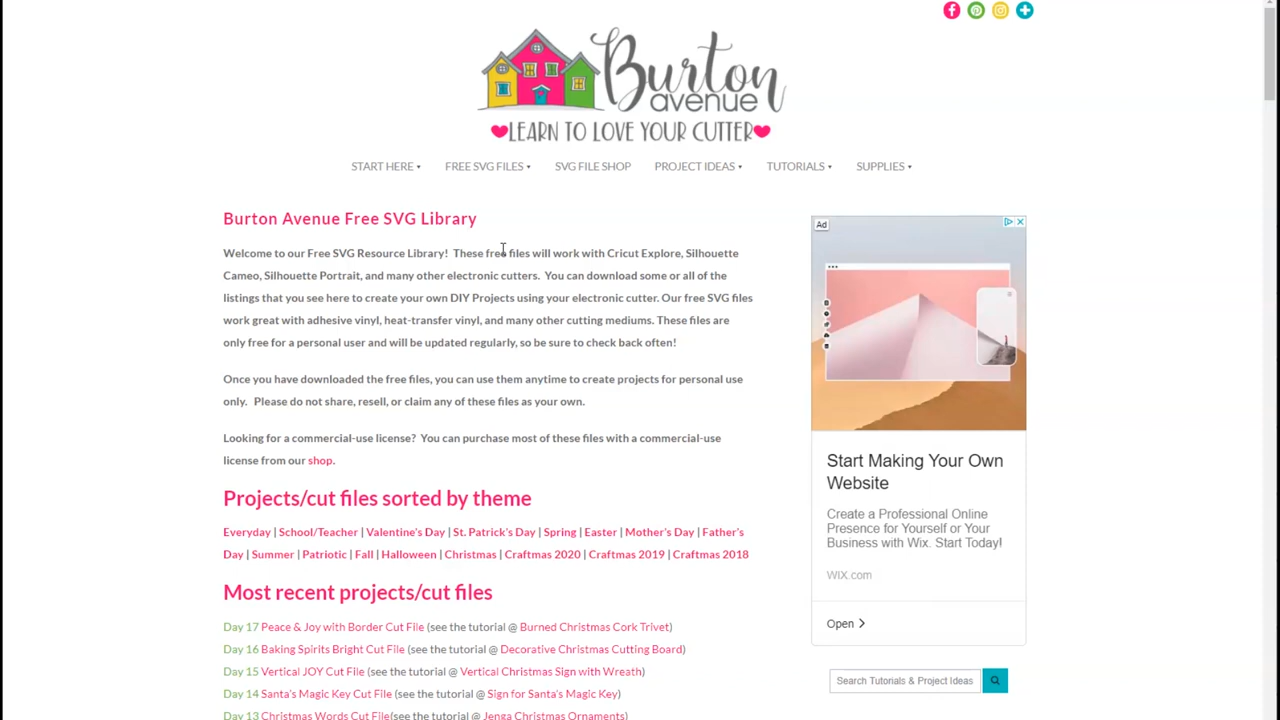 Burton
avenue
LEARN TO LOVE YOUR CUTTER
START HERE FREE SVG FILES SVG FILE SHOP PROJECT IDEAS TUTORIALS SUPPLIES
Burton Avenue Free SVG Library
Welcome to our Free SVG Resource Library! These free files will work with Cricut Explore, Silhouette
Cameo, Silhouette Portrait, and many other electronic cutters. You can download some or all of the
listings that you see here to create your own DIY Projects using your electronic cutter. Our free SVG files
work great with adhesive vinyl, heat-transfer vinyl, and many other cutting mediums. These files are
only free for a personal user and will be updated regularly, so be sure to check back often!
Once you have downloaded the free files, you can use them anytime to create projects for personal use
only. Please do not share, resell, or claim any of these files as your own.
Looking for a commercial-use license? You can purchase most of these files with a commercial-use
license from our shop.
Projects/cut files sorted by theme
Everyday | School/Teacher | Valentine's Day | St. Patrick's Day | Spring | Easter | Mother's Day | Father's
Day | Summer | Patriotic | Fall | Halloween | Christmas | Craftmas 2020 | Craftmas 2019 | Craftmas 2018
Most recent projects/cut files
Day 17 Peace & Joy with Border Cut File (see the tutorial @ Burned Christmas Cork Trivet)
Day 16 Baking Spirits Bright Cut File (see the tutorial @ Decorative Christmas Cutting Board)
Day 15 Vertical JOY Cut File (see the tutorial @ Vertical Christmas Sign with Wreath)
Day 14 Santa's Magic Key Cut File (see the tutorial @ Sign for Santa's Magic Key)
Day 13 Christmas Words Cut File(see the tutorial @ Jenga Christmas Ornaments)
Ad
Start Making Your Own
Website
Create a Professional Online
Presence for Yourself or Your
Business with Wix. Start Today!
WIX.com
Open
Search Tutorials & Project Ideas